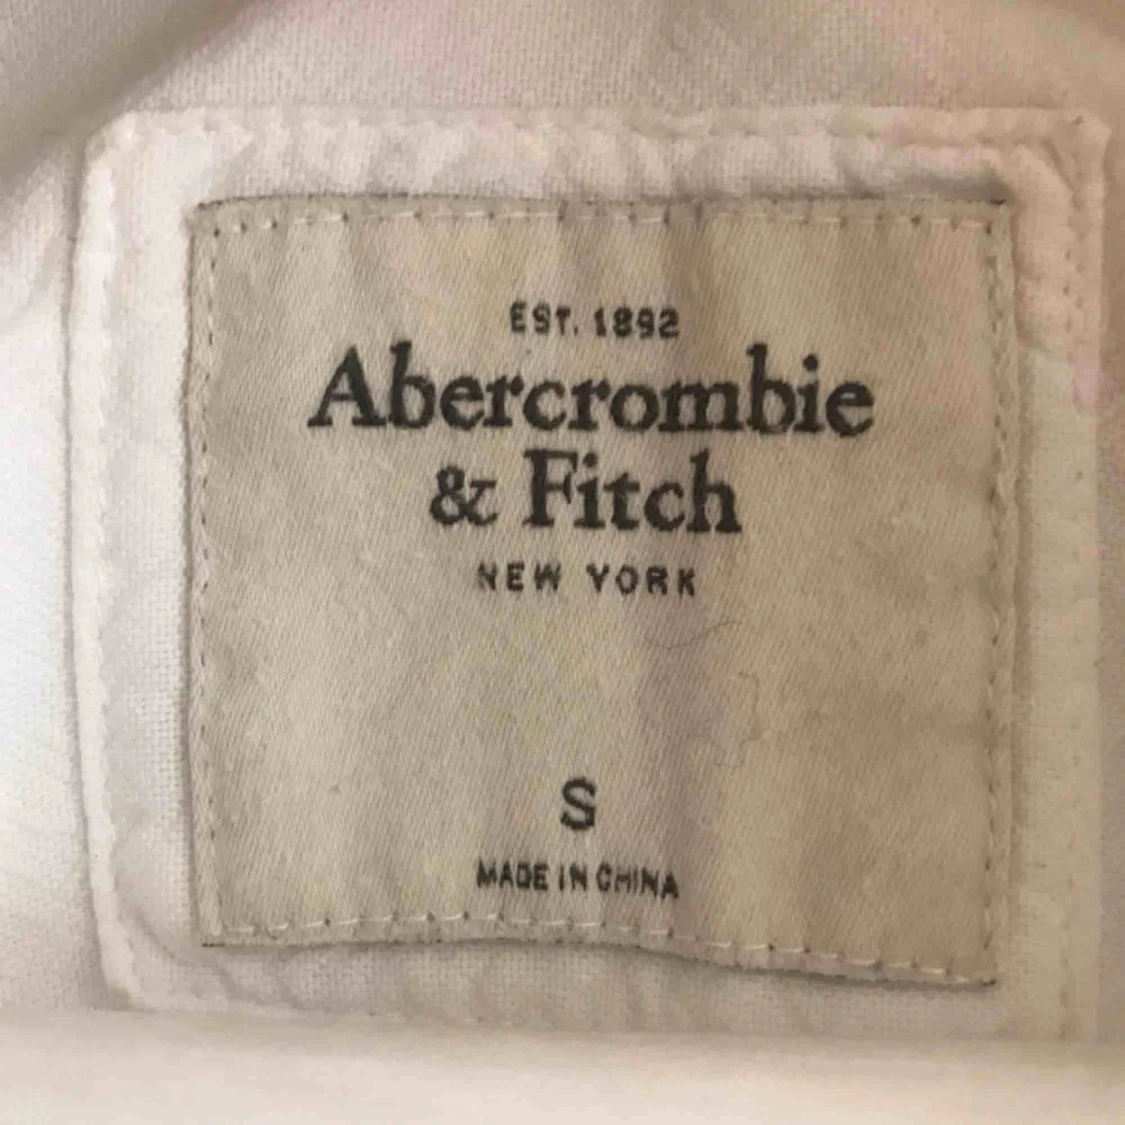 EST. 1892
Abercrombie
& Fitch
NEW YORK
S
MADE IN CHINA